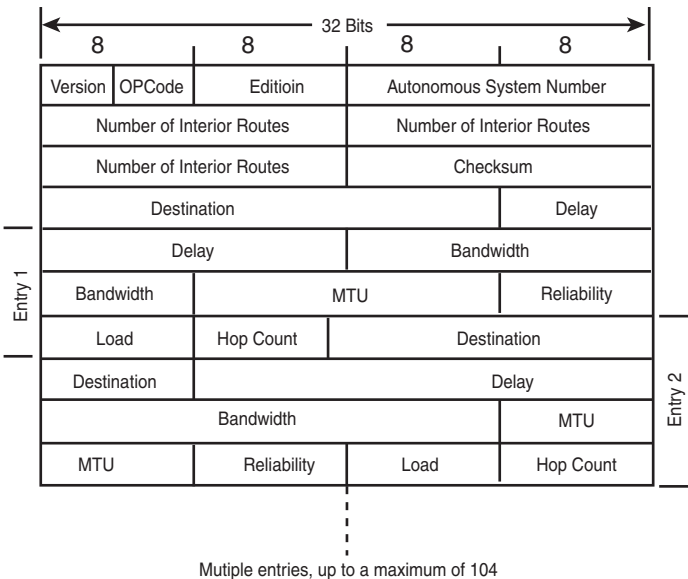 32 Bits
8 8 8 8
Version OPCode Editioin Autonomous System Number
Number of Interior Routes Number of Interior Routes
Number of Interior Routes Checksum
Destination Delay
Delay Bandwidth
Bandwidth MTU Reliability
Load Hop Count Destination
Destination Delay
Bandwidth MTU
MTU Reliability Load Hop Count
Entry 1
Entry 2
Mutiple entries, up to a maximum of 104